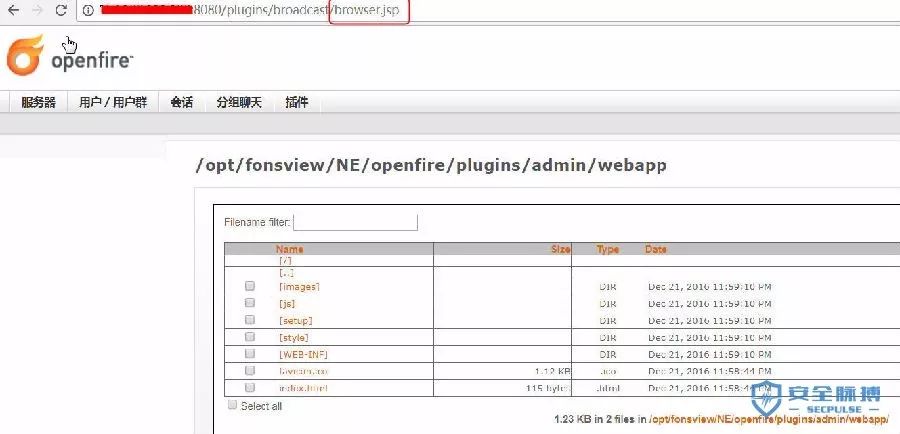 8080/plugins/broadcast/browser.jsp
openfire™
服务器 用户 / 用户群 会话 分组聊天 插件
/opt/fonsview/NE/openfire/plugins/admin/webapp
Filename filter:
Name Size Type Date
[/]
[..]
[images] DIR Dec 21, 2016 11:59:10 PM
[js] DIR Dec 21, 2016 11:59:10 PM
[setup] DIR Dec 21, 2016 11:59:10 PM
[style] DIR Dec 21, 2016 11:59:10 PM
[WEB-INF] DIR Dec 21, 2016 11:59:10 PM
favicon.ico 1.12 KB .ico Dec 21, 2016 11:58:44 PM
index.html 115 bytes .html Dec 21, 2016 11:58:44 PM
Select all
1.23 KB in 2 files in /opt/fonsview/NE/openfire/plugins/admin/webapp/
安全脉搏
SECPULSE